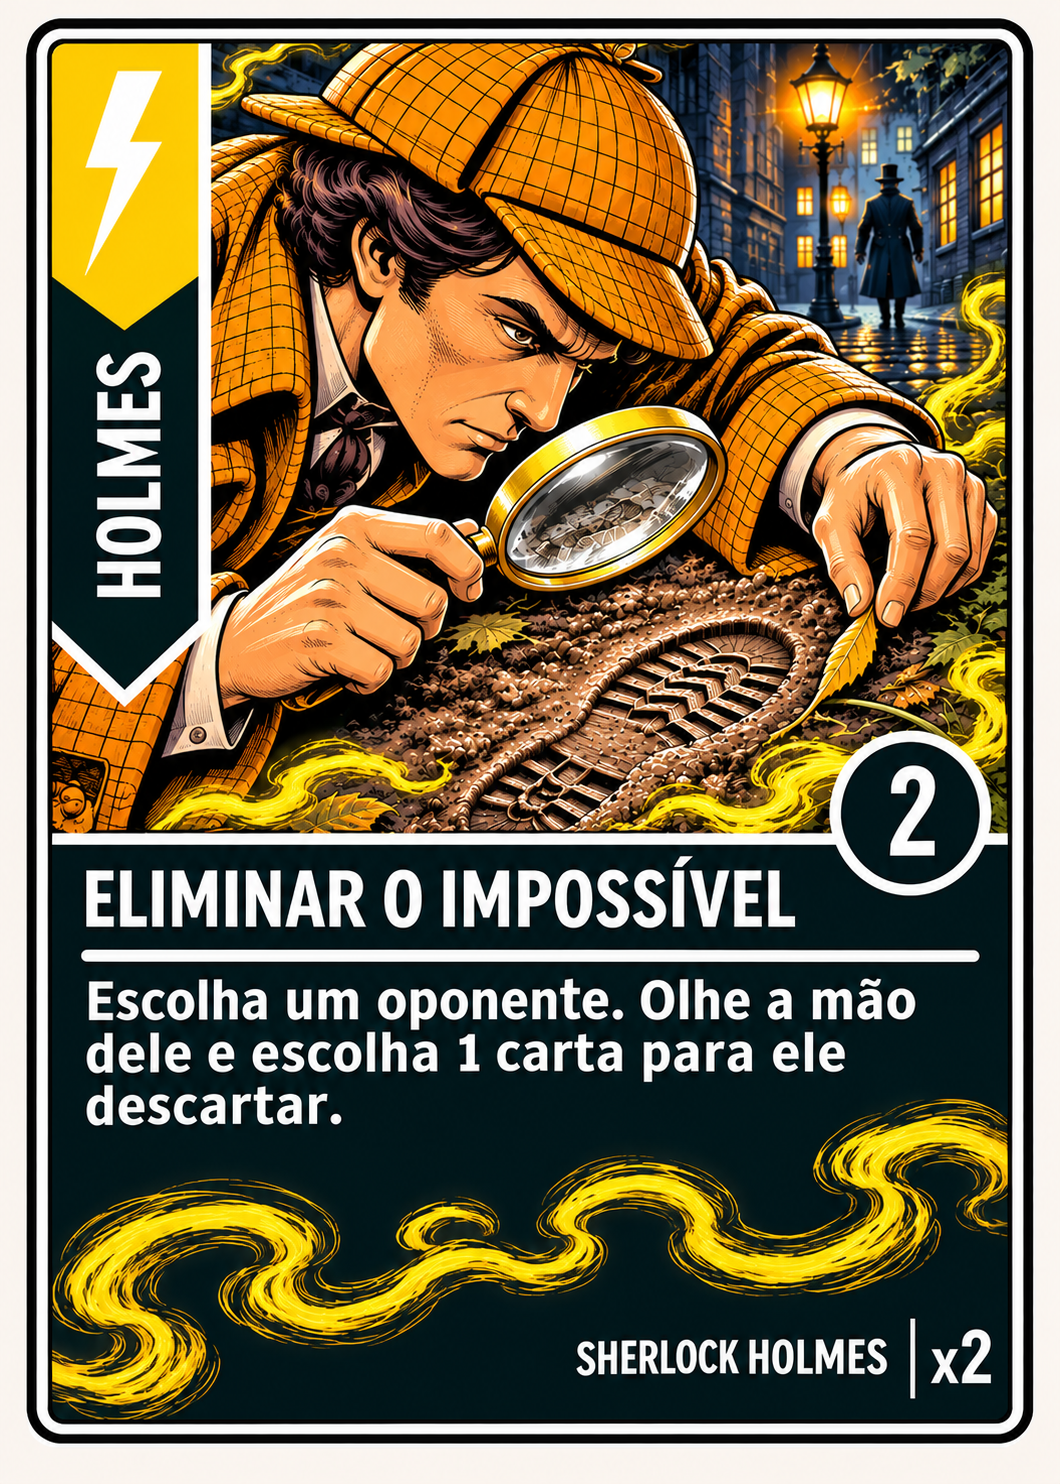 HOLMES
2
ELIMINAR O IMPOSSÍVEL
Escolha um oponente. Olhe a mão
dele e escolha 1 carta para ele
descartar.
SHERLOCK HOLMES | x2